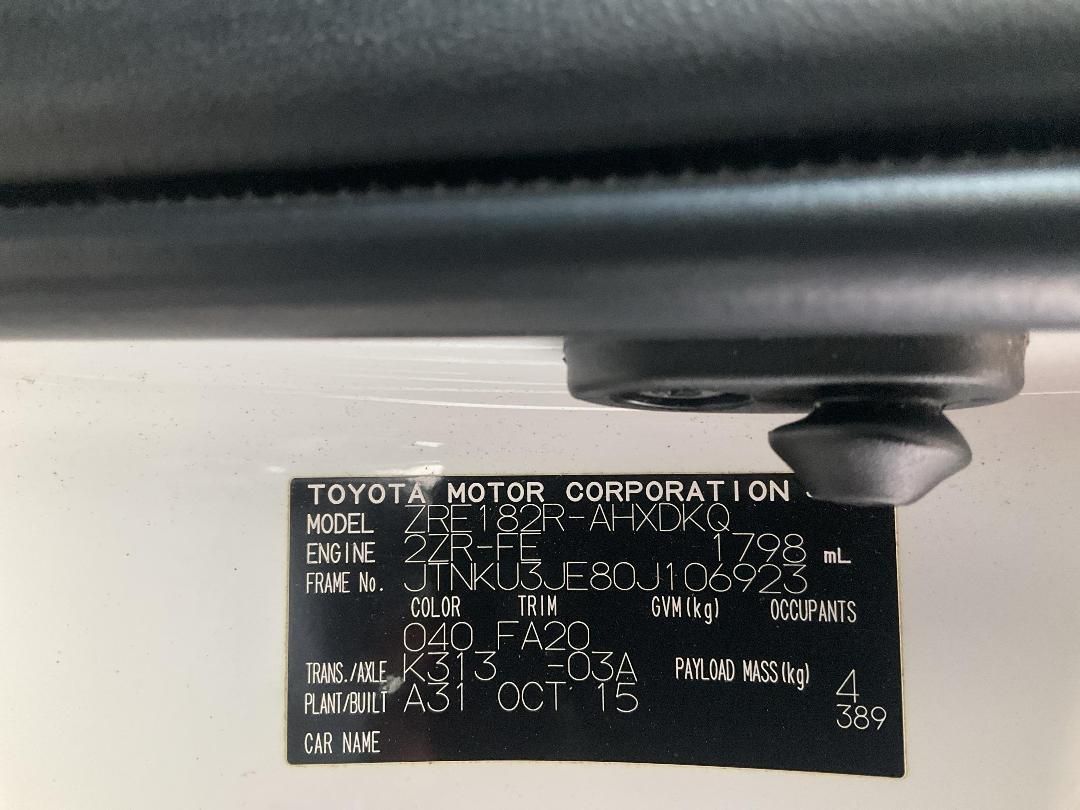 TOYOTA MOTOR CORPORATION
MODEL ZRE182R-AHXDKQ
ENGINE 2ZR-FE 1798 mL
FRAME No. JTNKU3JE80J106923
COLOR TRIM GVM(kg) OCCUPANTS
040 FA20
TRANS./AXLE K313 -03A PAYLOAD MASS(kg) 4
PLANT/BUILT A31 OCT' 15 389
CAR NAME